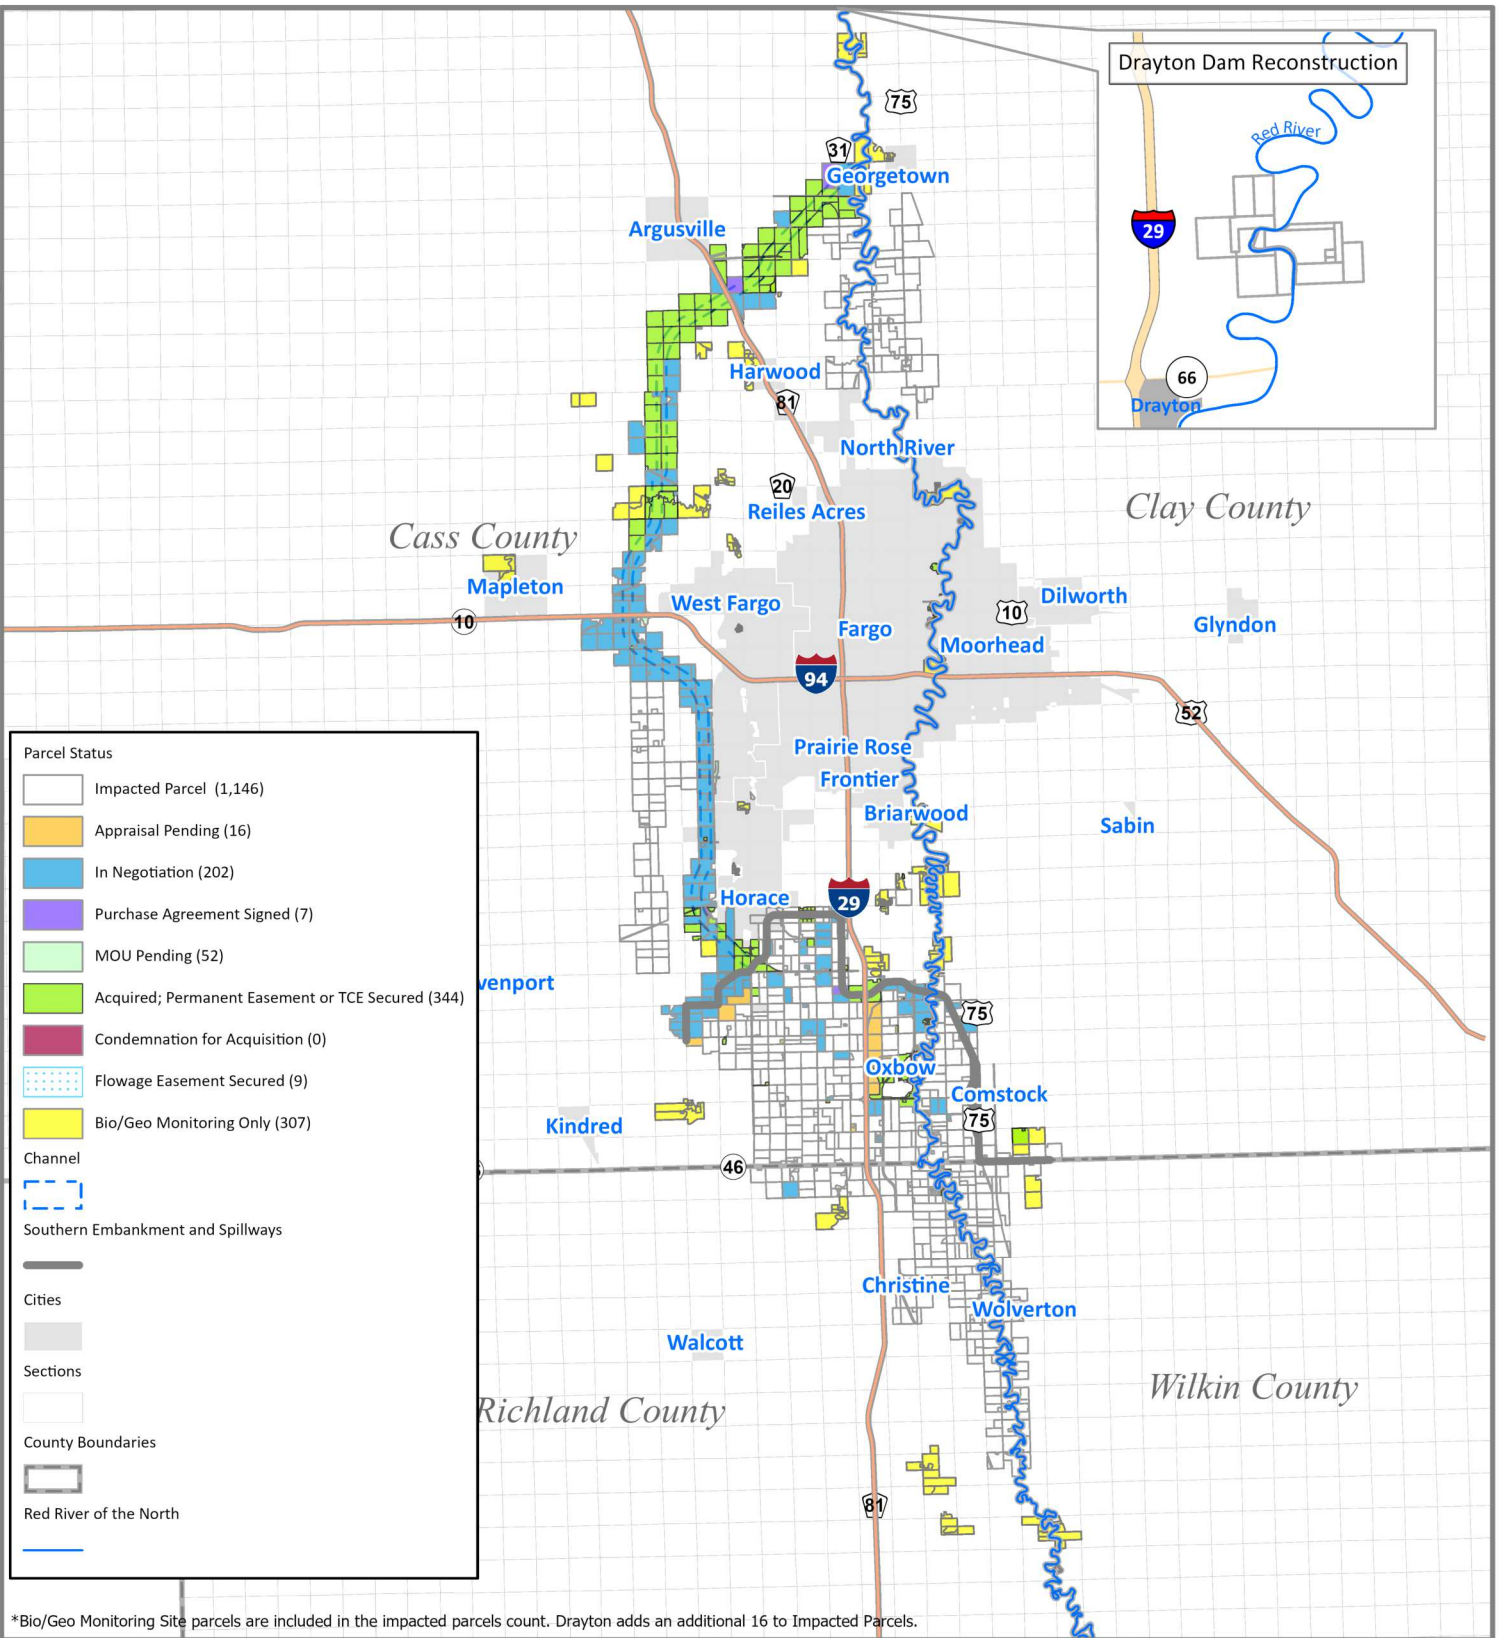 Drayton Dam Reconstruction
75
31
Red River
Georgetown
Argusville
29
Harwood
66
81
Drayton
North River
20
Clay County
Reiles Acres
Cass County
Mapleton
Dilworth
West Fargo
10
10
Glyndon
Fargo
Moorhead
94
52
Prairie Rose
Frontier
Briarwood
Sabin
Horace
29
venport
75
Oxbow
Comstock
75
Kindred
46
Christine
Wolverton
Walcott
Wilkin County
Richland County
81
Parcel Status
Impacted Parcel (1,146)
Appraisal Pending (16)
In Negotiation (202)
Purchase Agreement Signed (7)
MOU Pending (52)
Acquired; Permanent Easement or TCE Secured (344)
Condemnation for Acquisition (0)
Flowage Easement Secured (9)
Bio/Geo Monitoring Only (307)
Channel
Southern Embankment and Spillways
Cities
Sections
County Boundaries
Red River of the North
*Bio/Geo Monitoring Site parcels are included in the impacted parcels count. Drayton adds an additional 16 to Impacted Parcels.